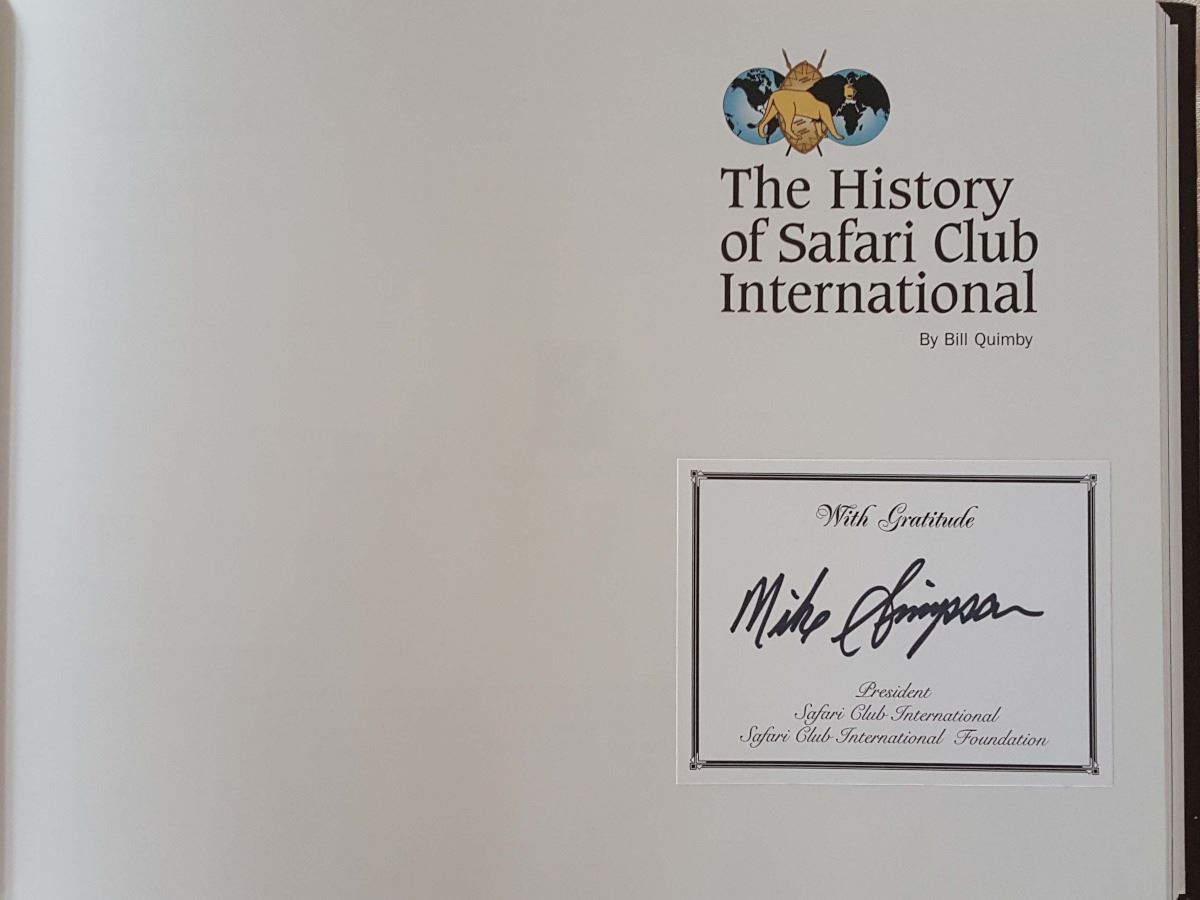 The History
of Safari Club
International
By Bill Quimby
With Gratitude
Mike Simpson
President
Safari Club International
Safari Club International Foundation